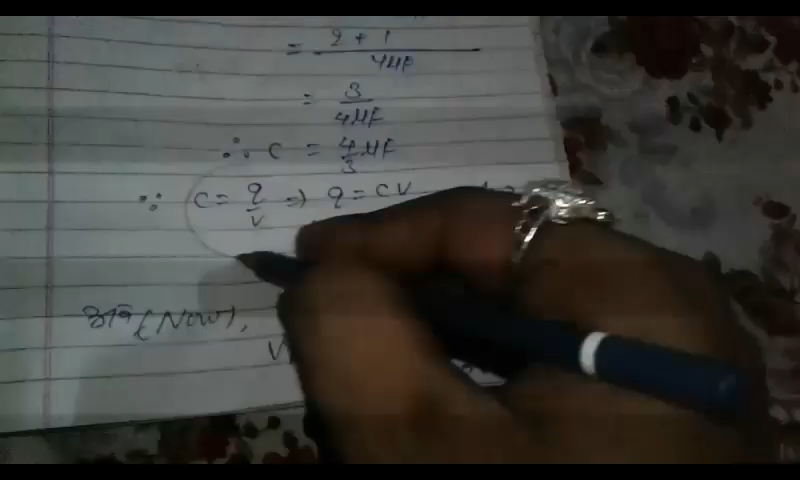 = 2 + 1 / 4μF
= 3 / 4μF
∴ C = 4/3 μF
∵ C = q/v ⇒ q = CV
अब (Now),
V